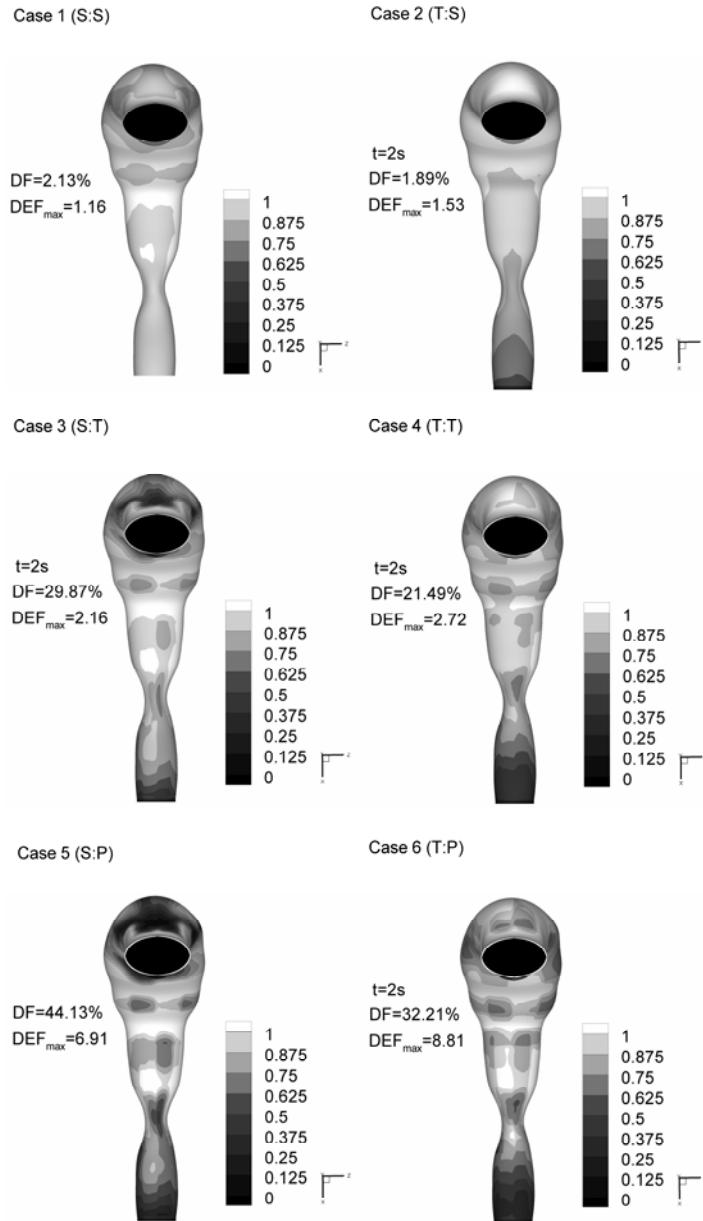 Case 1 (S:S)
DF=2.13%
DEFmax=1.16
1
0.875
0.75
0.625
0.5
0.375
0.25
0.125
0
z
x
Case 2 (T:S)
t=2s
DF=1.89%
DEFmax=1.53
1
0.875
0.75
0.625
0.5
0.375
0.25
0.125
0
z
x
Case 3 (S:T)
t=2s
DF=29.87%
DEFmax=2.16
1
0.875
0.75
0.625
0.5
0.375
0.25
0.125
0
z
x
Case 4 (T:T)
t=2s
DF=21.49%
DEFmax=2.72
1
0.875
0.75
0.625
0.5
0.375
0.25
0.125
0
z
x
Case 5 (S:P)
DF=44.13%
DEFmax=6.91
1
0.875
0.75
0.625
0.5
0.375
0.25
0.125
0
z
x
Case 6 (T:P)
t=2s
DF=32.21%
DEFmax=8.81
1
0.875
0.75
0.625
0.5
0.375
0.25
0.125
0
z
x